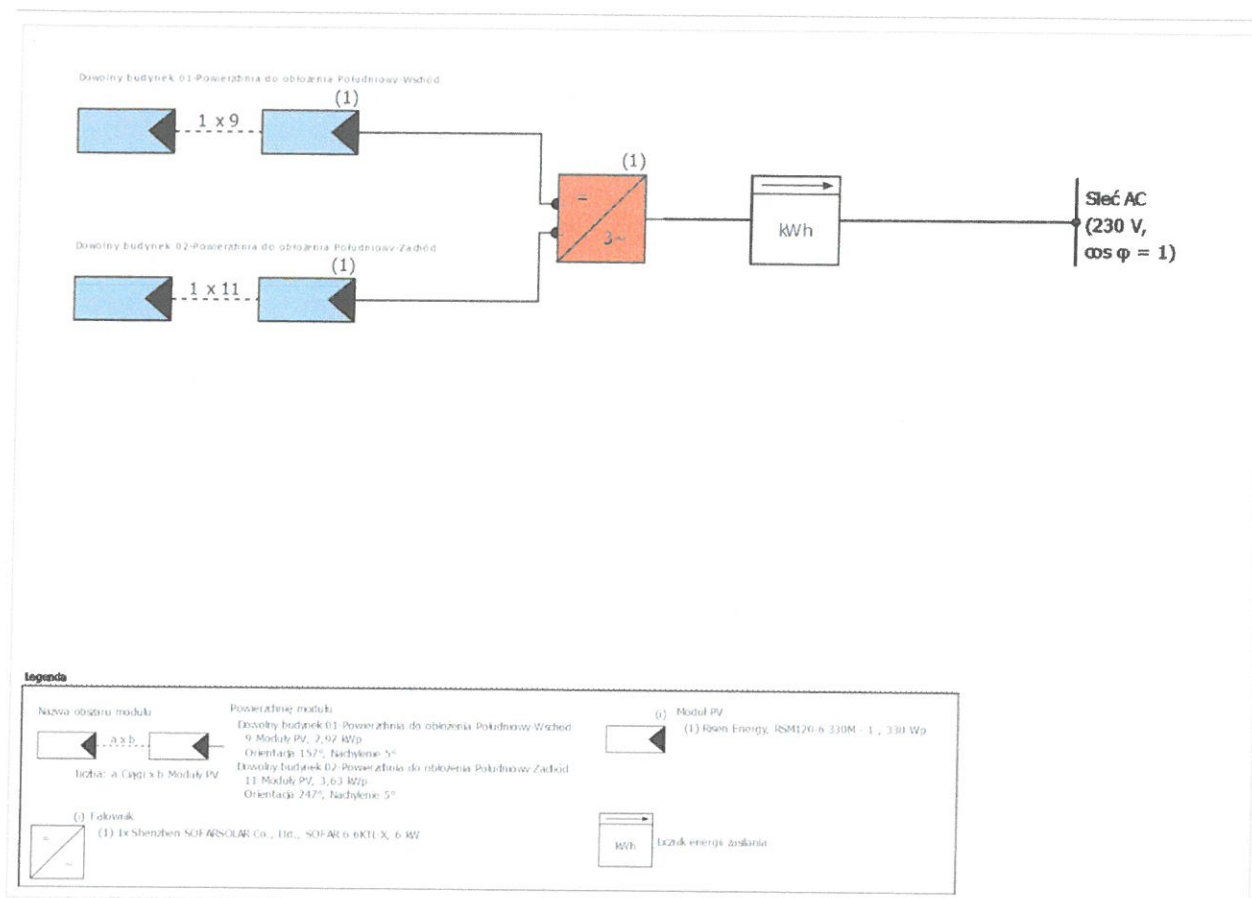 Dowolny budynek 01-Powierzhnia do obłożenia Południowy-Wschód
(1)
1 x 9
(1)
=
3~
kWh
Sieć AC
(230 V,
cos φ = 1)
Dowolny budynek 02-Powierzhnia do obłożenia Południowy-Zachód
(1)
1 x 11
Legenda
Nazwa obszaru modułu
a x b
Liczba: a Ciągi x b Moduły PV
Powierzchnię modułu
Dowolny budynek 01-Powierzhnia do obłożenia Południowy-Wschód
9 Moduły PV, 2,97 kWp
Orientacja 157°, Nachylenie 5°
Dowolny budynek 02-Powierzhnia do obłożenia Południowy-Zachód
11 Moduły PV, 3,63 kWp
Orientacja 247°, Nachylenie 5°
(i) Moduł PV
(1) Risen Energy, RSM120-6-330M - 1 , 330 Wp
(i) Falownik
(1) 1x Shenzhen SOFARSOLAR Co., Ltd., SOFAR 6.6KTL-X, 6 kW
=
~
kWh
Licznik energii zasilania